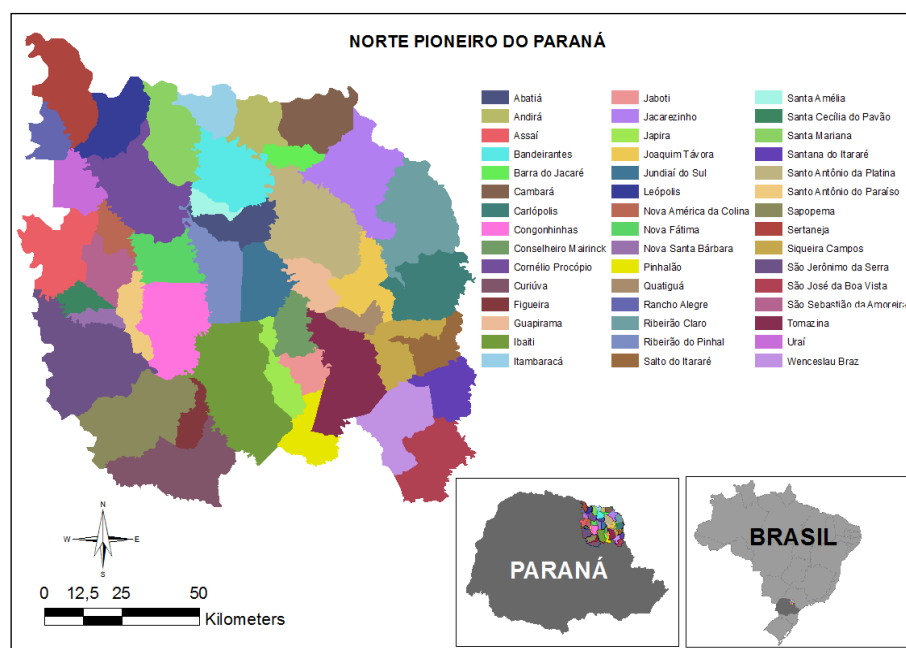 NORTE PIONEIRO DO PARANÁ
Abatiá
Andirá
Assaí
Bandeirantes
Barra do Jacaré
Cambará
Carlópolis
Congonhinhas
Conselheiro Mairinck
Cornélio Procópio
Curiúva
Figueira
Guapirama
Ibaiti
Itambaracá
Jaboti
Jacarezinho
Japira
Joaquim Távora
Jundiaí do Sul
Leópolis
Nova América da Colina
Nova Fátima
Nova Santa Bárbara
Pinhalão
Quatiguá
Rancho Alegre
Ribeirão Claro
Ribeirão do Pinhal
Salto do Itararé
Santa Amélia
Santa Cecília do Pavão
Santa Mariana
Santana do Itararé
Santo Antônio da Platina
Santo Antônio do Paraíso
Sapopema
Sertaneja
Siqueira Campos
São Jerônimo da Serra
São José da Boa Vista
São Sebastião da Amoreira
Tomazina
Uraí
Wenceslau Braz
N
W E
S
0 12,5 25 50
Kilometers
PARANÁ
BRASIL